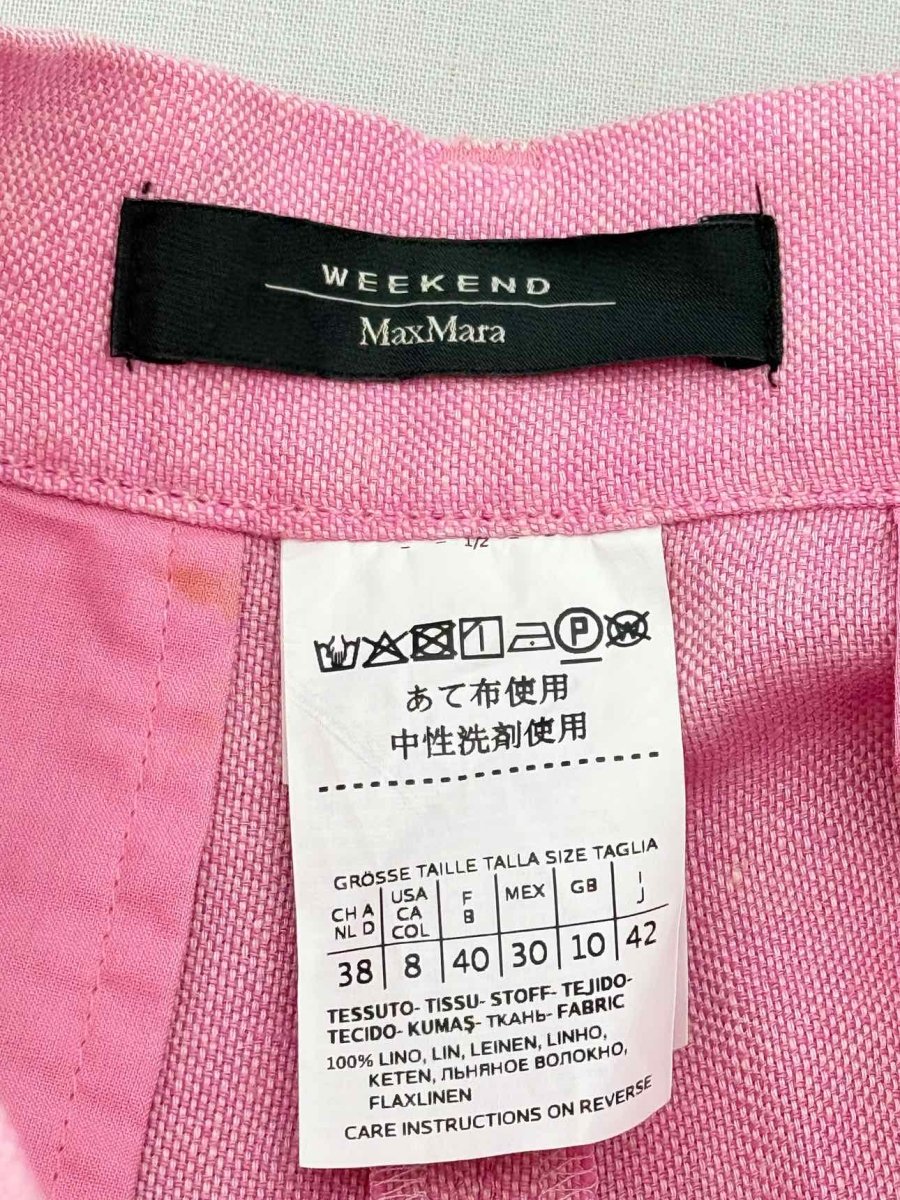 WEEKEND
MaxMara
1/2
P W
あて布使用
中性洗剤使用
GRÖSSE TAILLE TALLA SIZE TAGLIA
CH A NL D
USA CA COL
F B
MEX
GB
I J
38 8 40 30 10 42
TESSUTO- TISSU- STOFF- TEJIDO-
TECIDO- KUMAŞ- ТКАНЬ- FABRIC
100% LINO, LIN, LEINEN, LINHO,
KETEN, ЛЬНЯНОЕ ВОЛОКНО,
FLAXLINEN
CARE INSTRUCTIONS ON REVERSE